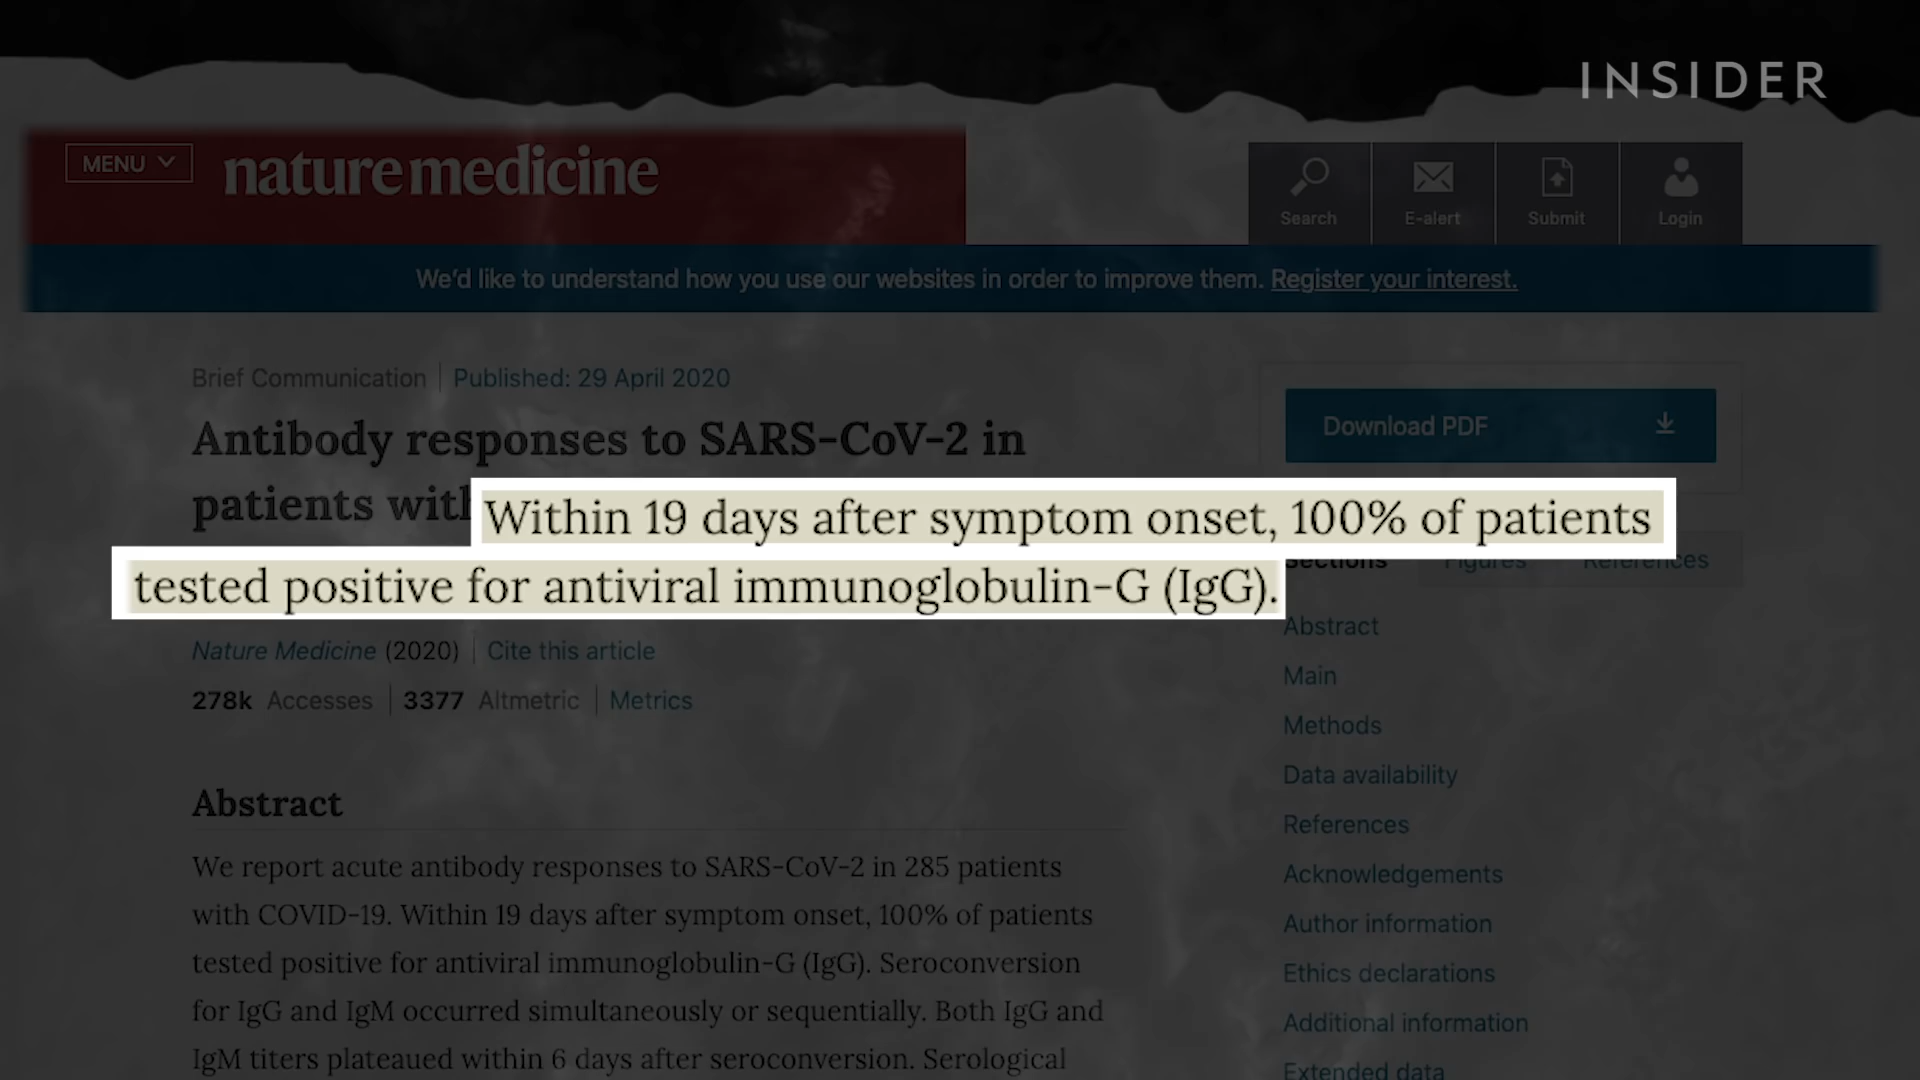 INSIDER
MENU
nature medicine
Search
E-alert
Submit
Login
We'd like to understand how you use our websites in order to improve them. Register your interest.
Brief Communication | Published: 29 April 2020
Antibody responses to SARS-CoV-2 in
patients with
Within 19 days after symptom onset, 100% of patients
tested positive for antiviral immunoglobulin-G (IgG).
Nature Medicine (2020) | Cite this article
278k Accesses | 3377 Altmetric | Metrics
Abstract
We report acute antibody responses to SARS-CoV-2 in 285 patients
with COVID-19. Within 19 days after symptom onset, 100% of patients
tested positive for antiviral immunoglobulin-G (IgG). Seroconversion
for IgG and IgM occurred simultaneously or sequentially. Both IgG and
IgM titers plateaued within 6 days after seroconversion. Serological
Download PDF
Sections
Figures
References
Abstract
Main
Methods
Data availability
References
Acknowledgements
Author information
Ethics declarations
Additional information
Extended data